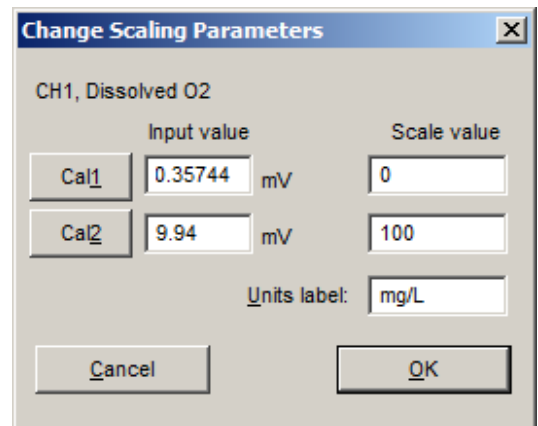 Change Scaling Parameters
CH1, Dissolved O2
Input value Scale value
Cal1 0.35744 mV 0
Cal2 9.94 mV 100
Units label: mg/L
Cancel OK